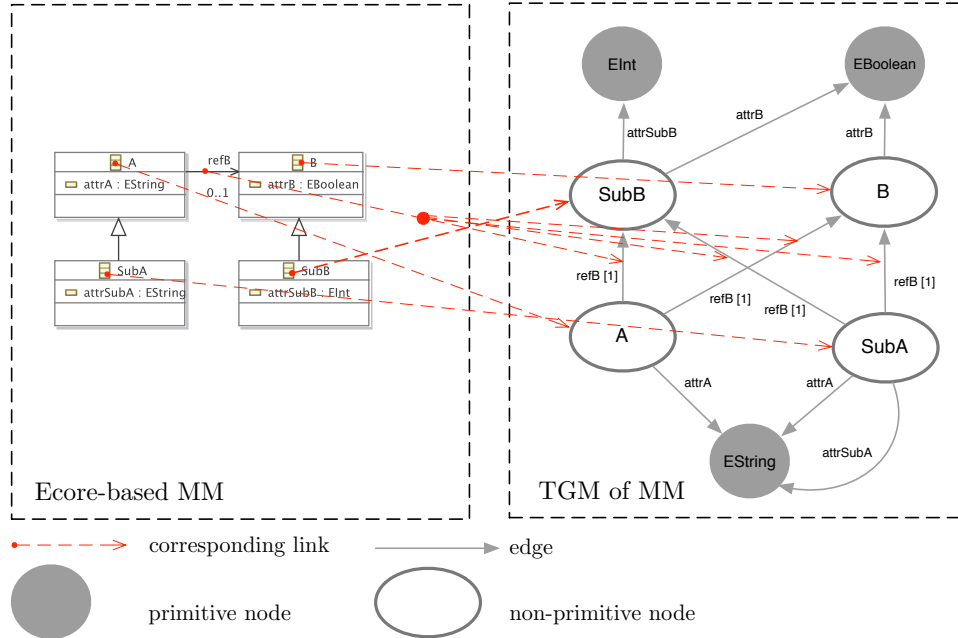 A
attrA : EString
refB
0..1
B
attrB : EBoolean
SubA
attrSubA : EString
SubB
attrSubB : EInt
Ecore-based MM
EInt
EBoolean
attrSubB
attrB
attrB
SubB
B
refB [1]
refB [1]
refB [1]
refB [1]
A
SubA
attrA
attrA
attrSubA
EString
TGM of MM
corresponding link
edge
primitive node
non-primitive node